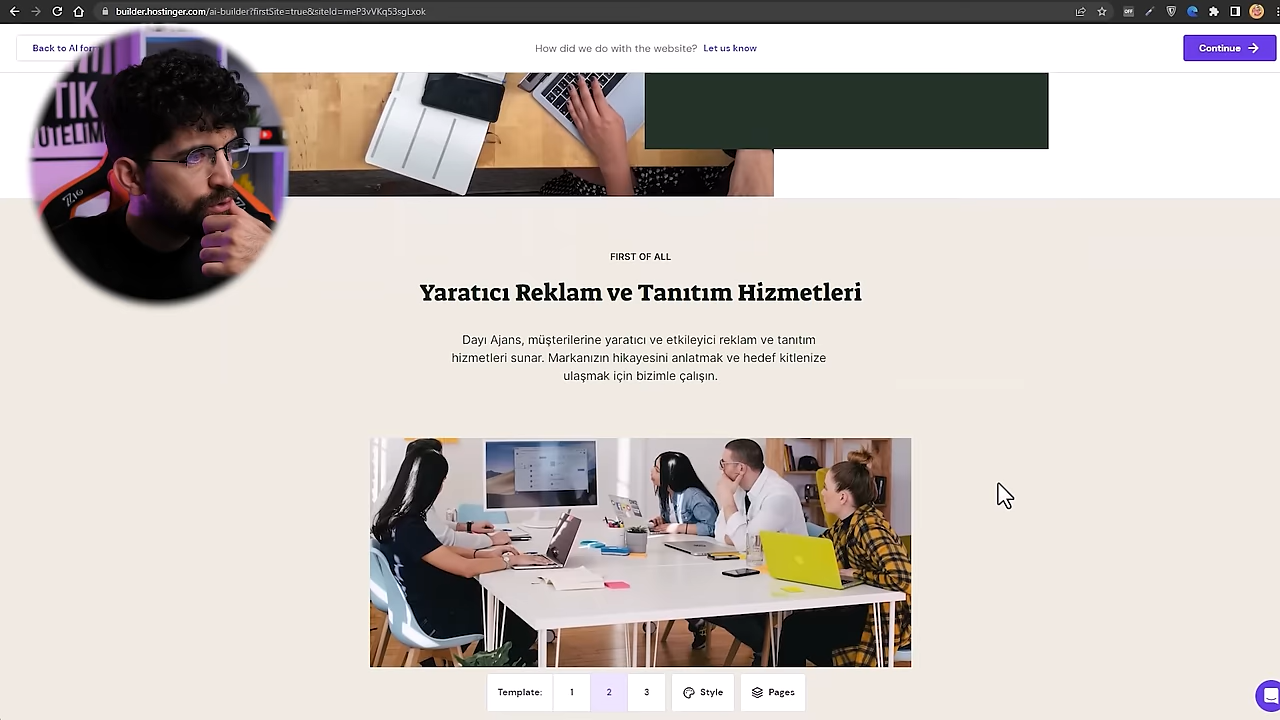 builder.hostinger.com/ai-builder?firstSite=true&siteId=meP3vVKq53sgLxok
Back to AI form
How did we do with the website? Let us know
Continue
TIK
FIRST OF ALL
Yaratıcı Reklam ve Tanıtım Hizmetleri
Dayı Ajans, müşterilerine yaratıcı ve etkileyici reklam ve tanıtım
hizmetleri sunar. Markanızın hikayesini anlatmak ve hedef kitlenize
ulaşmak için bizimle çalışın.
Template: 1 2 3 Style Pages